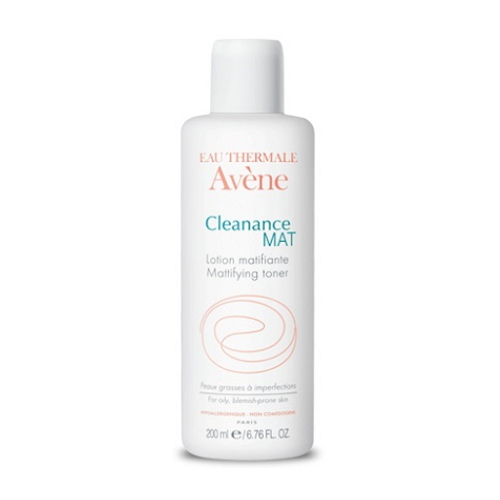 EAU THERMALE
Avène
Cleanance
MAT
Lotion matifiante
Mattifying toner
Peaux grasses à imperfections
For oily, blemish-prone skin
HYPOALLERGÉNIQUE - NON COMÉDOGÈNE
PARIS
200 ml e/6.76 FL. OZ.